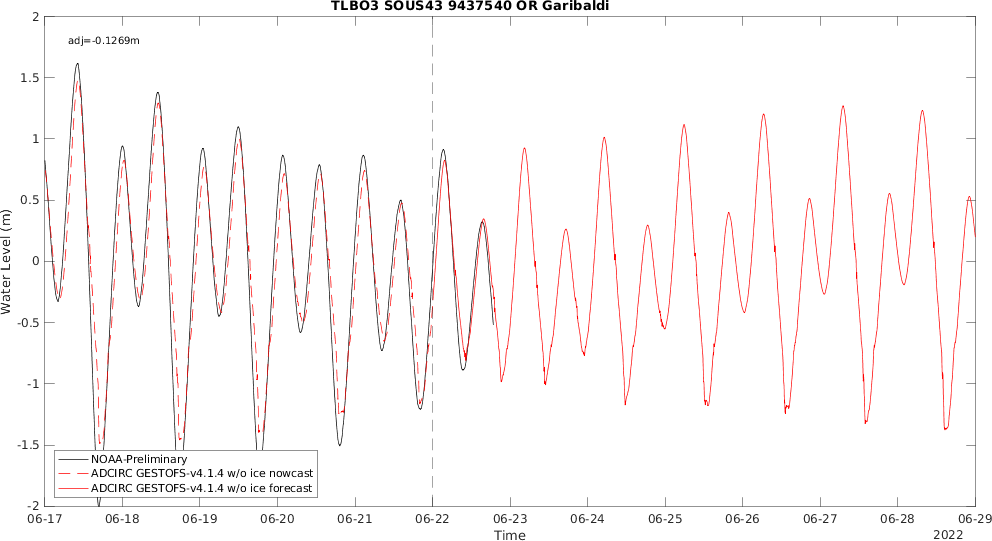 TLBO3 SOUS43 9437540 OR Garibaldi
adj=-0.1269m
Water Level (m)
2
1.5
1
0.5
0
-0.5
-1
-1.5
-2
NOAA-Preliminary
ADCIRC GESTOFS-v4.1.4 w/o ice nowcast
ADCIRC GESTOFS-v4.1.4 w/o ice forecast
06-17 06-18 06-19 06-20 06-21 06-22 06-23 06-24 06-25 06-26 06-27 06-28 06-29
Time
2022